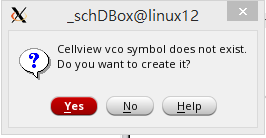 _schDBox@linux12
Cellview vco symbol does not exist.
Do you want to create it?
Yes
No
Help